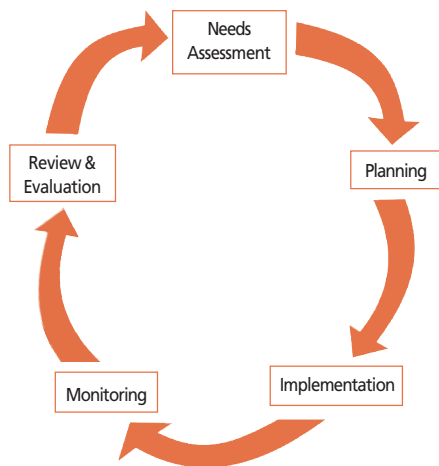 Needs
Assessment
Planning
Implementation
Monitoring
Review &
Evaluation